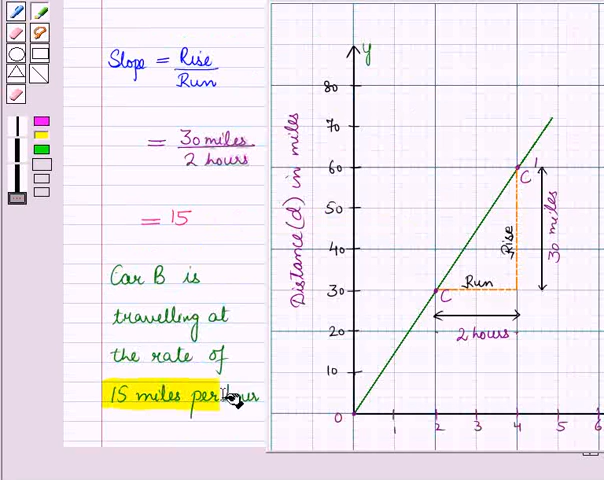 Slope = Rise
Run
= 30 miles
2 hours
= 15
Car B is
travelling at
the rate of
15 miles per hour
y
Distance (d) in miles
80
70
60
50
40
30
20
10
0
1
2
3
4
5
6
C'
C
Rise
Run
30 miles
2 hours